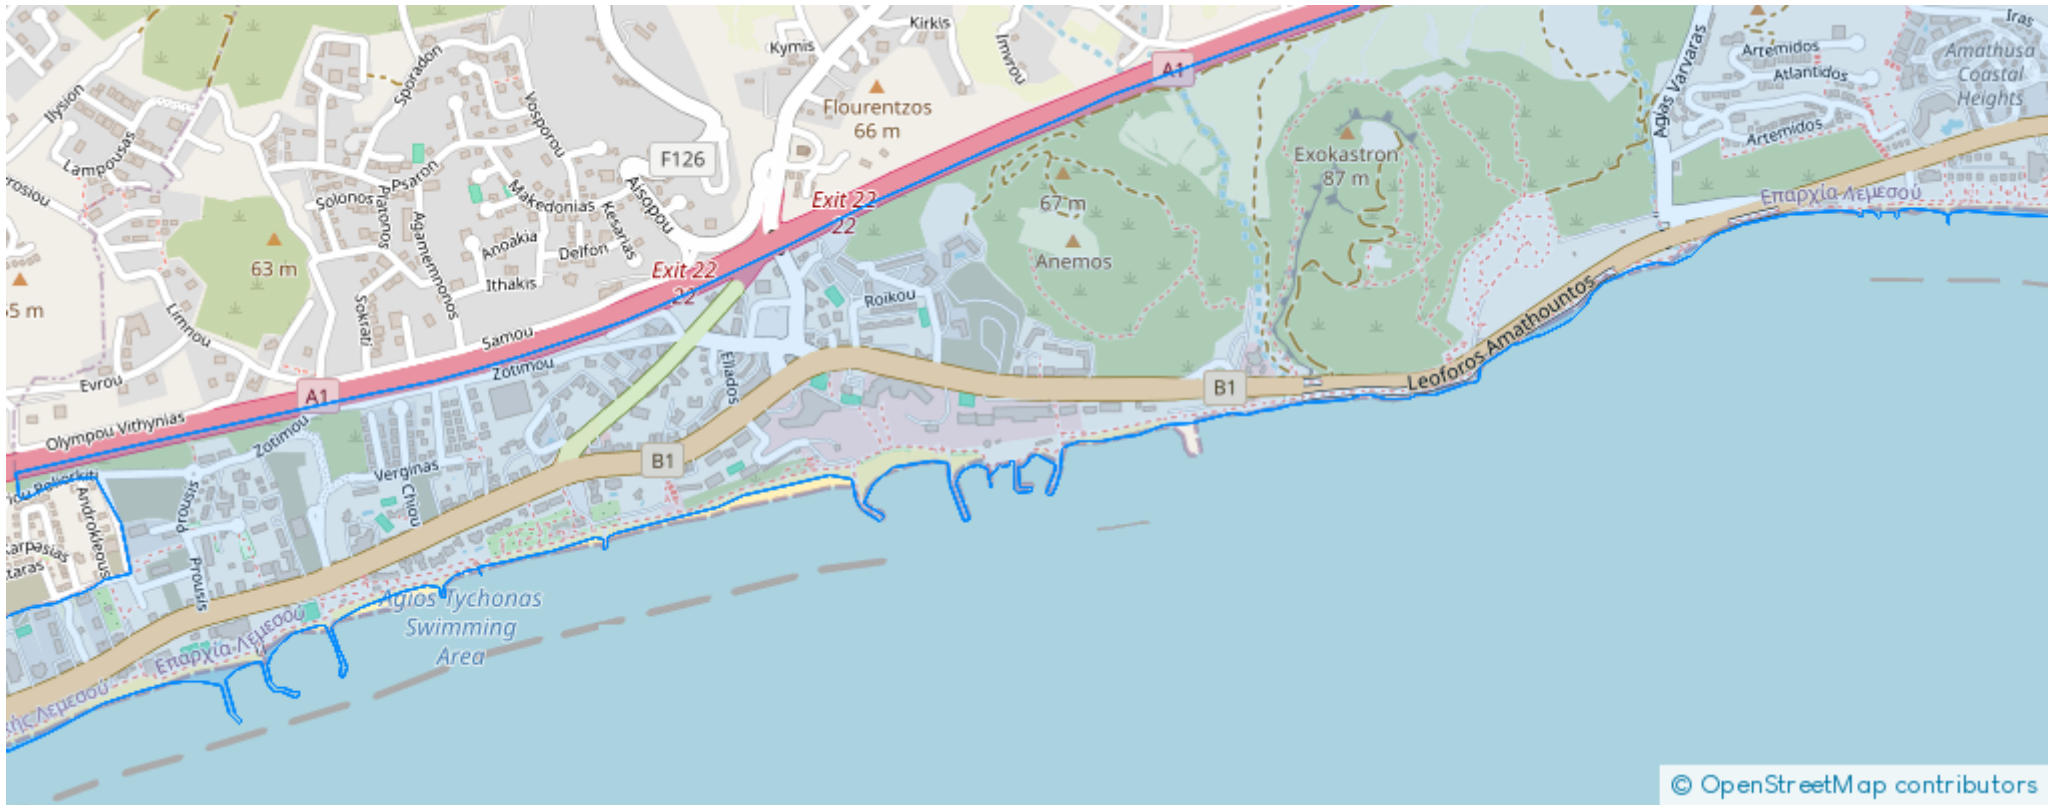 Kirkis
Iras
Kymis
Imvrou
Artemidos
Amathusa
Coastal
Heights
Sporadon
A1
Atlantidos
Agias Varvaras
Ilysion
Flourentzos
66 m
Vosporou
Artemidos
Lampousas
F126
Exokastron
87 m
Psaron
Aisopou
Makedonias
Solonos
Platonos
Exit 22
22
67 m
Επαρχία Λεμεσού
Kesarias
Agamemnonos
Anoakia
Delfon
63 m
Anemos
Exit 22
22
Ithakis
Roikou
55 m
Sokrati
Limnou
Samou
Leoforos Amathountos
Zotimou
Eliados
Evrou
A1
B1
Olympou Vithynias
Zotimou
B1
Verginas
Chiou
Prousis
Androkleous
Karpasias
Prousis
Agios Tychonas
Swimming
Area
Επαρχία Λεμεσού
Λεμεσού
© OpenStreetMap contributors